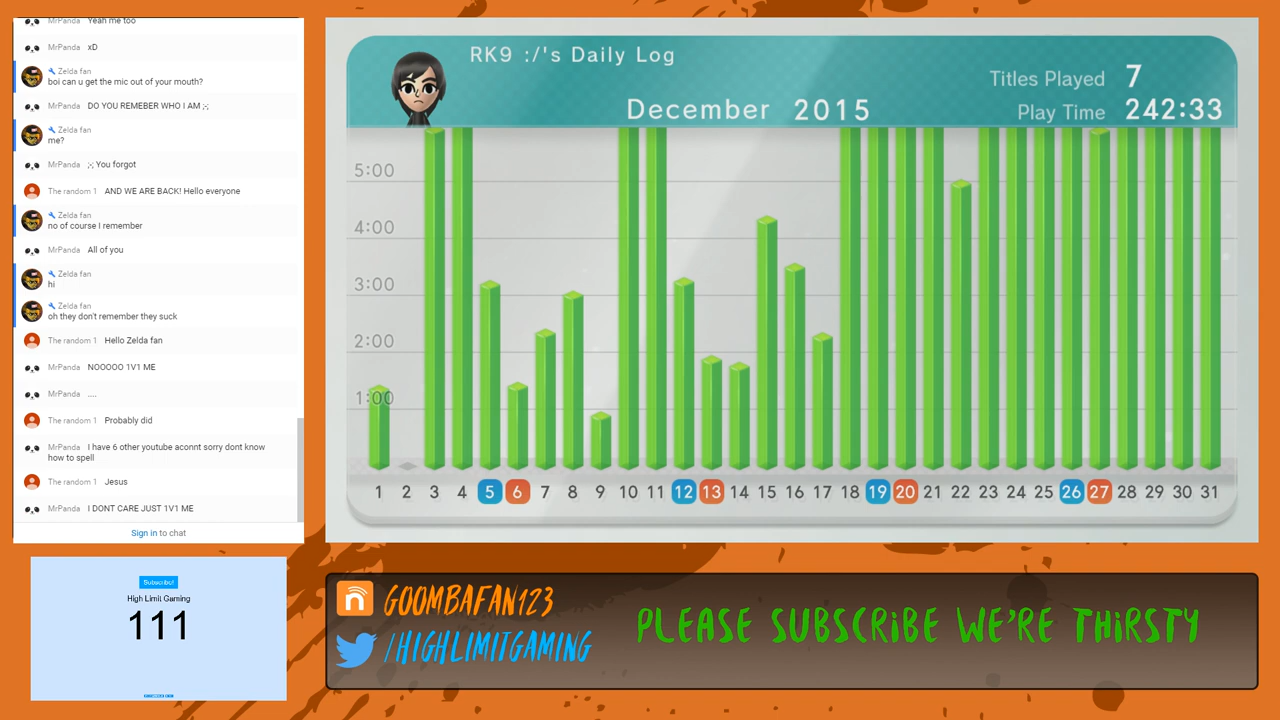 MrPanda Yeah me too
MrPanda xD
Zelda fan
boi can u get the mic out of your mouth?
MrPanda DO YOU REMEBER WHO I AM ;-;
Zelda fan
me?
MrPanda ;-; You forgot
The random 1 AND WE ARE BACK! Hello everyone
Zelda fan
no of course I remember
MrPanda All of you
Zelda fan
hi
Zelda fan
oh they don't remember they suck
The random 1 Hello Zelda fan
MrPanda NOOOOO 1V1 ME
MrPanda ....
The random 1 Probably did
MrPanda I have 6 other youtube aconnt sorry dont know
how to spell
The random 1 Jesus
MrPanda I DONT CARE JUST 1V1 ME
Sign in to chat
Subscribe!
High Limit Gaming
111
RK9 :/'s Daily Log
December 2015
Titles Played 7
Play Time 242:33
5:00
4:00
3:00
2:00
1:00
1 2 3 4 5 6 7 8 9 10 11 12 13 14 15 16 17 18 19 20 21 22 23 24 25 26 27 28 29 30 31
GOOMBAFAN123
/HIGHLIMITGAMING
PLEASE SUBSCRIBE WE'RE THIRSTY